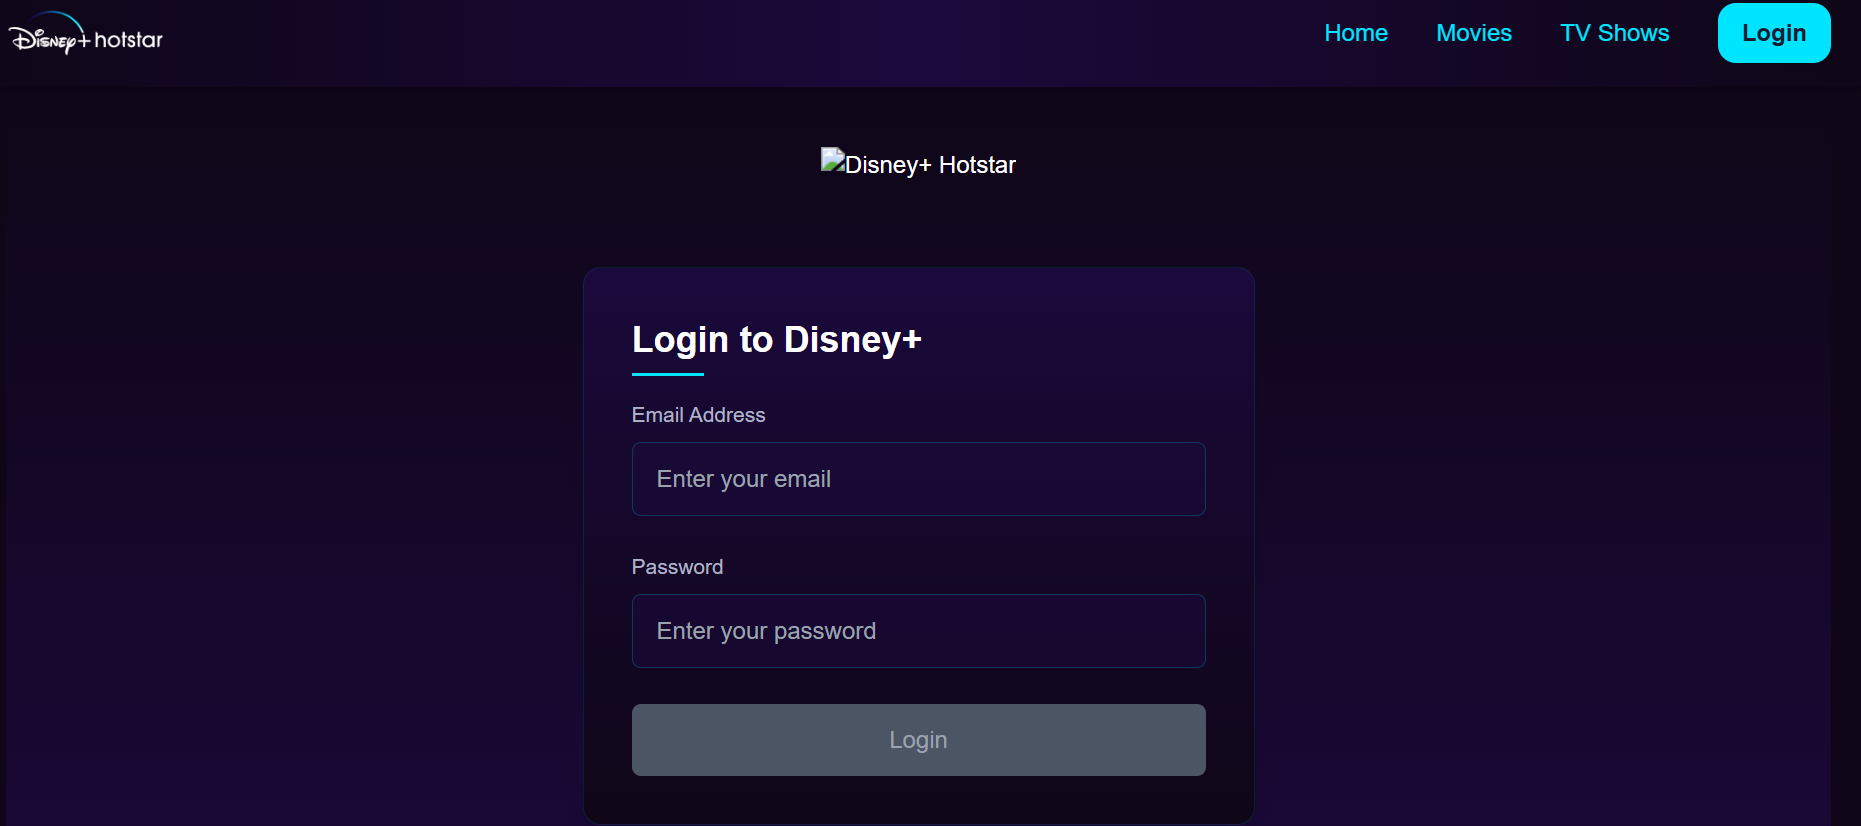 Disney+ hotstar
Home
Movies
TV Shows
Login
Disney+ Hotstar
Login to Disney+
Email Address
Enter your email
Password
Enter your password
Login